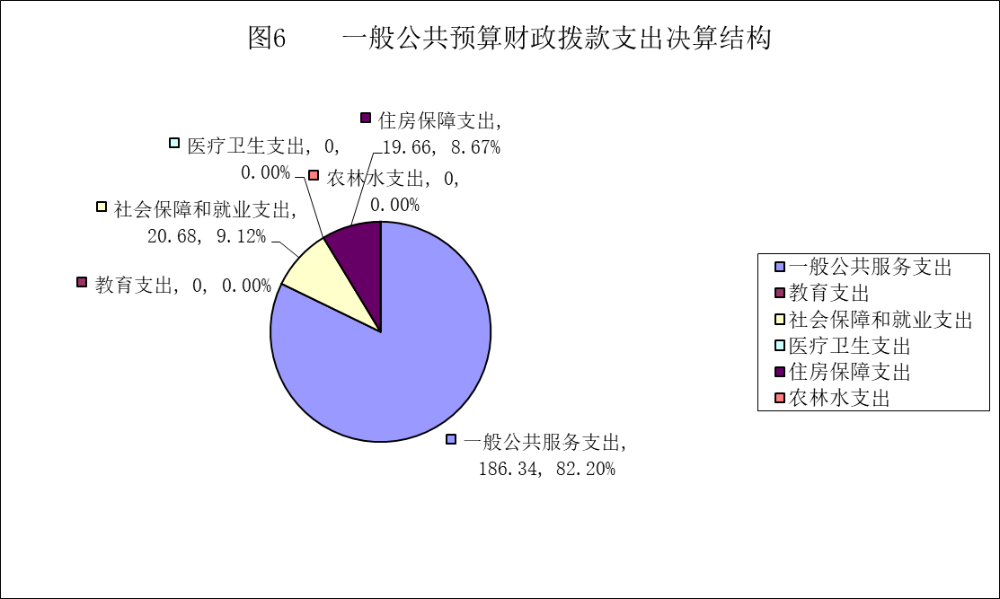 图6  一般公共预算财政拨款支出决算结构
住房保障支出,
19.66, 8.67%
医疗卫生支出, 0,
0.00%
农林水支出, 0,
0.00%
社会保障和就业支出,
20.68, 9.12%
教育支出, 0, 0.00%
一般公共服务支出,
186.34, 82.20%
一般公共服务支出
教育支出
社会保障和就业支出
医疗卫生支出
住房保障支出
农林水支出